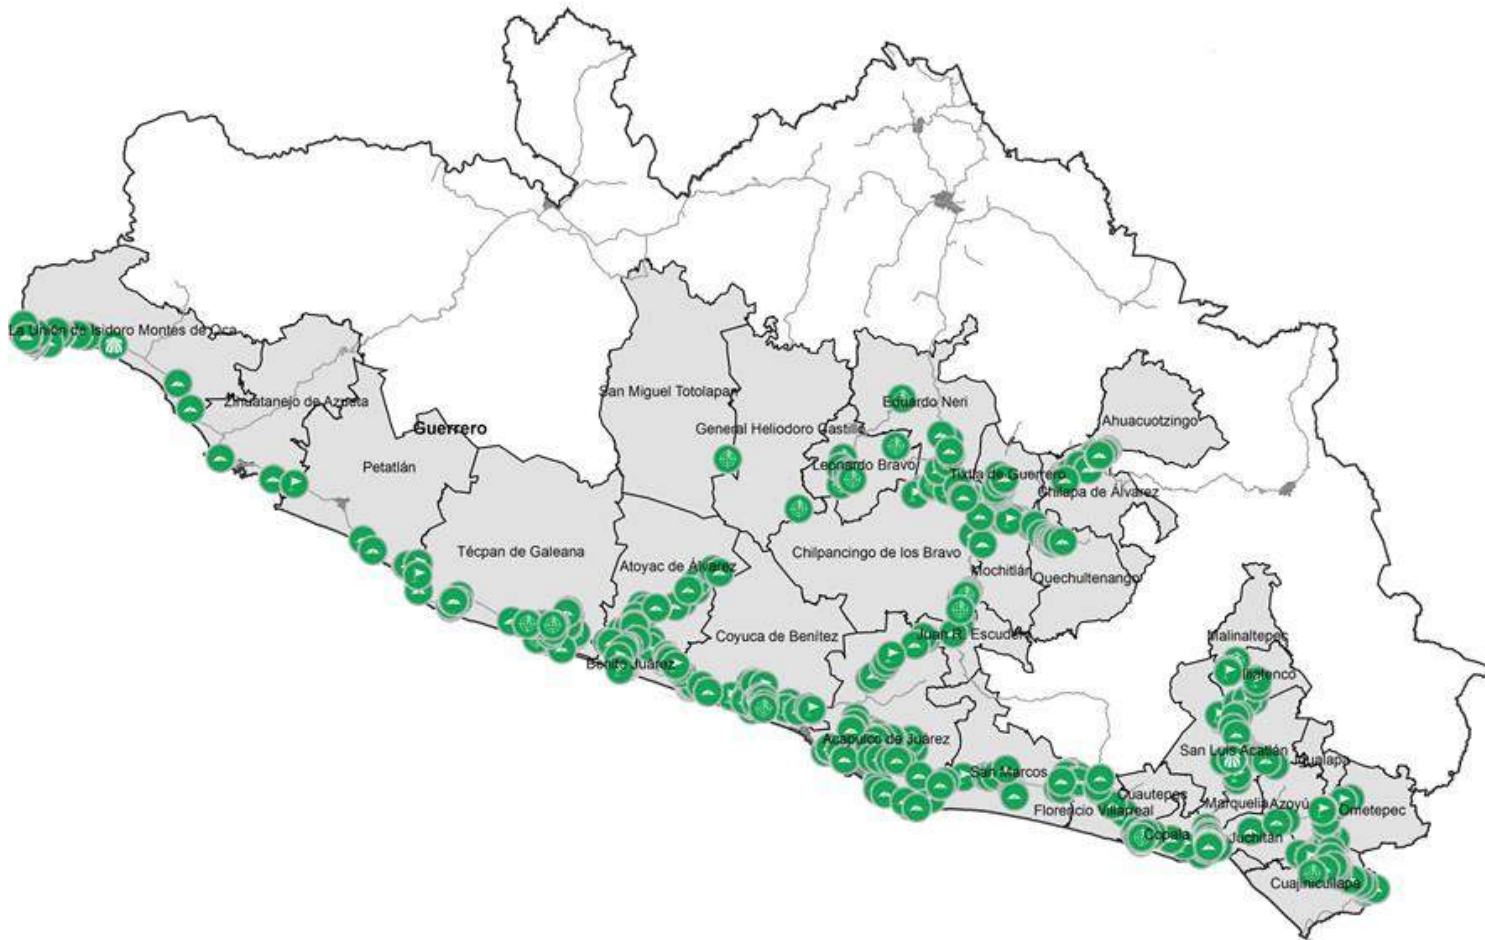 La Unión de Isidoro Montes de Oca
Zihuatanejo de Azueta
Guerrero
San Miguel Totolapan
Eduardo Neri
Ahuacuotzingo
General Heliodoro Castillo
Petatlán
Leonardo Bravo
Tixtla de Guerrero
Chilapa de Álvarez
Técpan de Galeana
Atoyac de Álvarez
Chilpancingo de los Bravo
Mochitlán
Quechultenango
Coyuca de Benítez
Juan R. Escudero
Malinaltepec
Benito Juárez
Iliatenco
Acapulco de Juárez
San Luis Acatlán
Igualapa
San Marcos
Cuautepec
Florencio Villarreal
Marquelia
Azoyú
Ometepec
Copala
Juchitán
Cuajinicuilapa